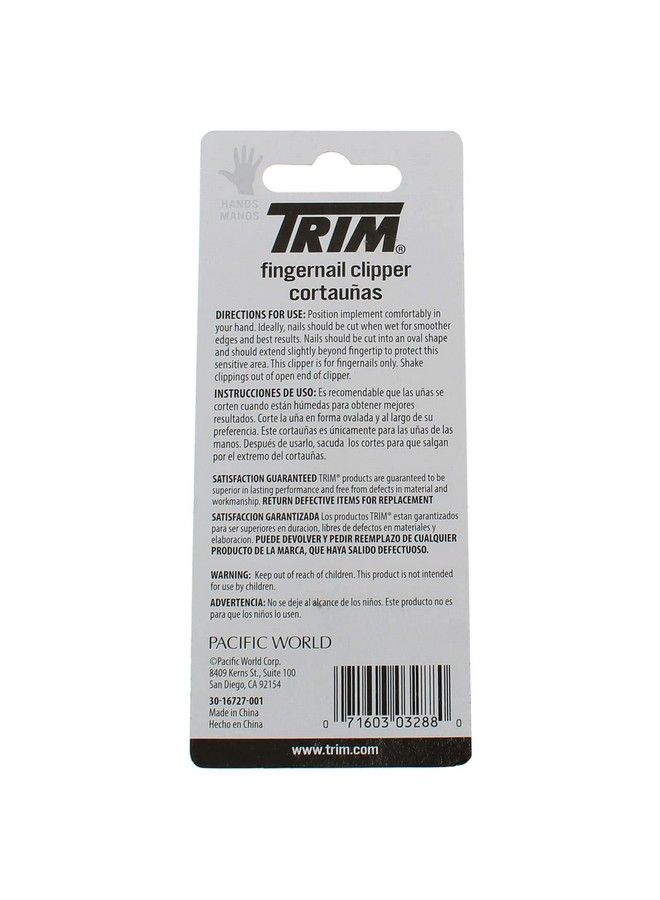 HANDS
MANOS
TRIM®
fingernail clipper
cortauñas
DIRECTIONS FOR USE: Position implement comfortably in
your hand. Ideally, nails should be cut when wet for smoother
edges and best results. Nails should be cut into an oval shape
and should extend slightly beyond fingertip to protect this
sensitive area. This clipper is for fingernails only. Shake
clippings out of open end of clipper.
INSTRUCCIONES DE USO: Es recomendable que las uñas se
corten cuando están húmedas para obtener mejores
resultados. Corte la uña en forma ovalada y al largo de su
preferencia. Este cortauñas es únicamente para las uñas de las
manos. Después de usarlo, sacuda los cortes para que salgan
por el extremo del cortauñas.
SATISFACTION GUARANTEED TRIM® products are guaranteed to be
superior in lasting performance and free from defects in material and
workmanship. RETURN DEFECTIVE ITEMS FOR REPLACEMENT
SATISFACCION GARANTIZADA Los productos TRIM® estan garantizados
para ser superiores en duracion, libres de defectos en materiales y
elaboracion. PUEDE DEVOLVER Y PEDIR REEMPLAZO DE CUALQUIER
PRODUCTO DE LA MARCA, QUE HAYA SALIDO DEFECTUOSO.
WARNING: Keep out of reach of children. This product is not intended
for use by children.
ADVERTENCIA: No se deje al alcance de los niños. Este producto no es
para que los niños lo usen.
PACIFIC WORLD
©Pacific World Corp.
8409 Kerns St., Suite 100
San Diego, CA 92154
30-16727-001
Made in China
Hecho en China
0 71603 03288 0
www.trim.com